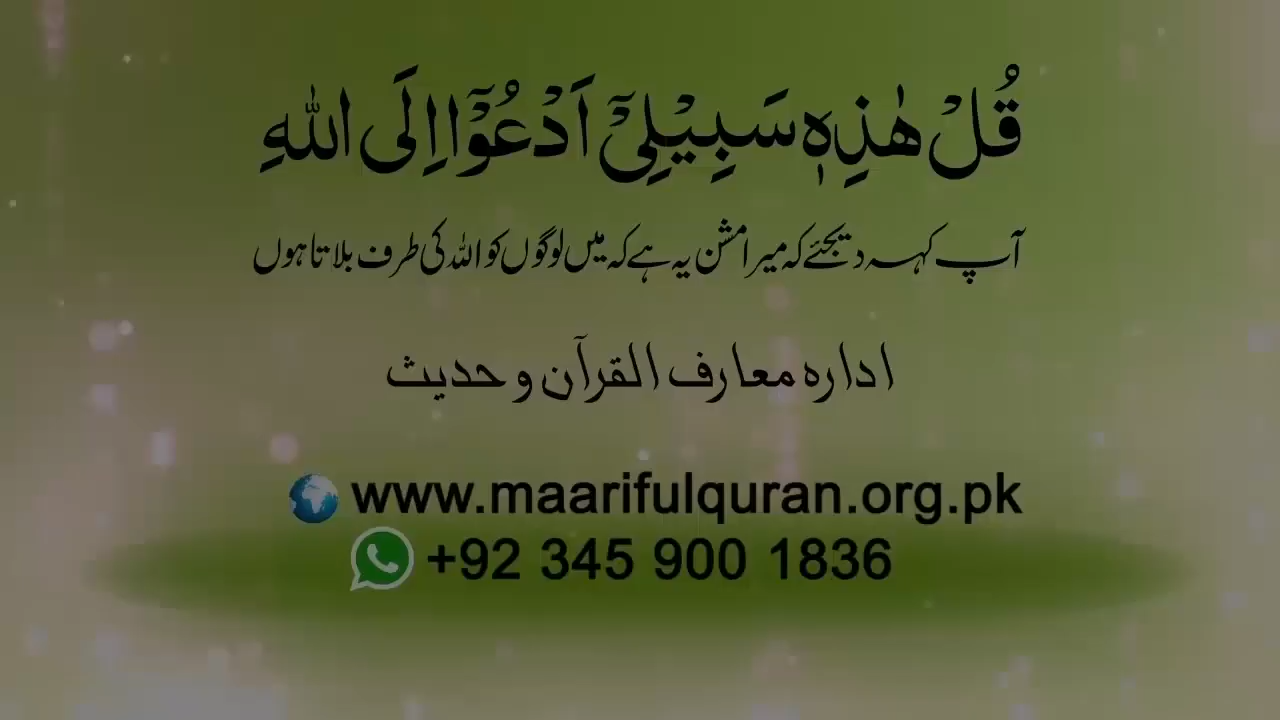 قُلْ هٰذِهٖ سَبِيْلِيْٓ اَدْعُوْٓا اِلَی اللّٰهِ
آپ کہہ دیجئے کہ میرا مشن یہ ہے کہ میں لوگوں کو اللہ کی طرف بلاتا ہوں
ادارہ معارف القرآن و حدیث
www.maarifulquran.org.pk
+92 345 900 1836